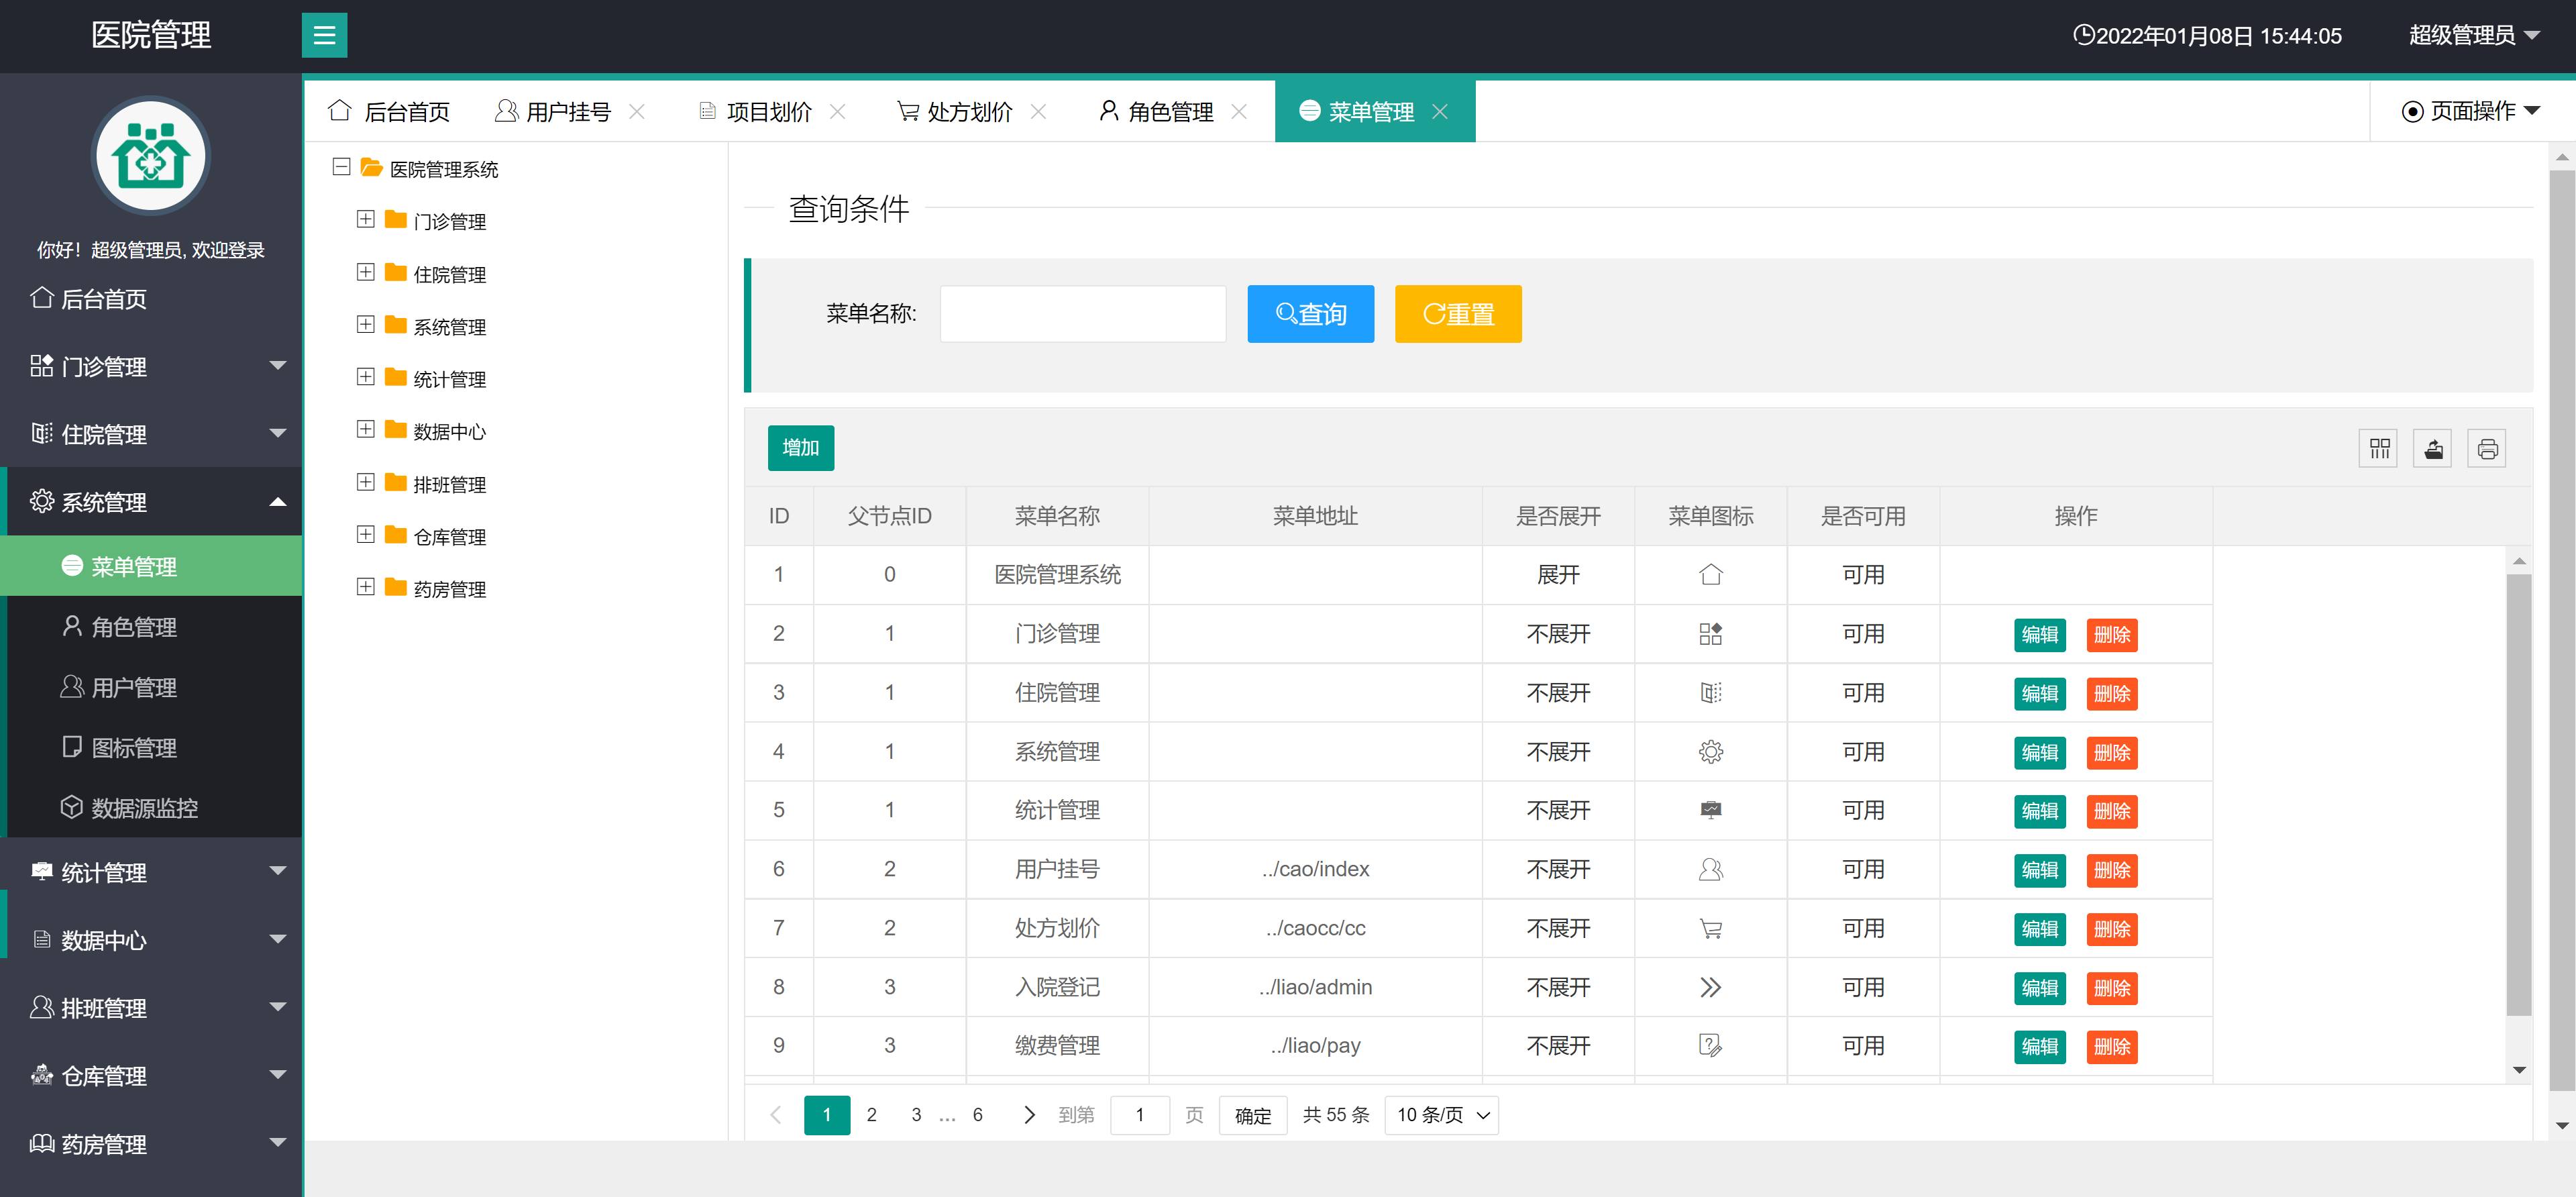 医院管理
2022年01月08日 15:44:05
超级管理员
后台首页
用户挂号
项目划价
处方划价
角色管理
菜单管理
页面操作
你好！超级管理员, 欢迎登录
后台首页
门诊管理
住院管理
系统管理
菜单管理
角色管理
用户管理
图标管理
数据源监控
统计管理
数据中心
排班管理
仓库管理
药房管理
医院管理系统
门诊管理
住院管理
系统管理
统计管理
数据中心
排班管理
仓库管理
药房管理
查询条件
菜单名称:
查询
重置
增加
ID 父节点ID 菜单名称 菜单地址 是否展开 菜单图标 是否可用 操作
1 0 医院管理系统 展开 可用
2 1 门诊管理 不展开 可用 编辑 删除
3 1 住院管理 不展开 可用 编辑 删除
4 1 系统管理 不展开 可用 编辑 删除
5 1 统计管理 不展开 可用 编辑 删除
6 2 用户挂号 ../cao/index 不展开 可用 编辑 删除
7 2 处方划价 ../caocc/cc 不展开 可用 编辑 删除
8 3 入院登记 ../liao/admin 不展开 可用 编辑 删除
9 3 缴费管理 ../liao/pay 不展开 可用 编辑 删除
1 2 3 … 6 到第 1 页 确定 共 55 条 10 条/页